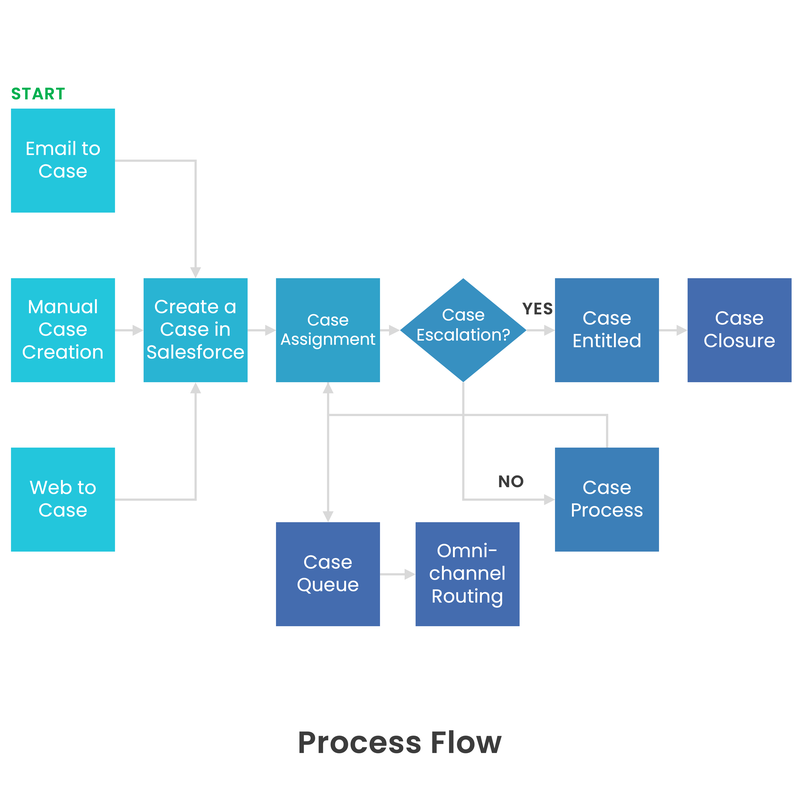 START
Email to
Case
Manual
Case
Creation
Create a
Case in
Salesforce
Case
Assignment
Case
Escalation?
YES
Case
Entitled
Case
Closure
Web to
Case
NO
Case
Process
Case
Queue
Omni-
channel
Routing
Process Flow